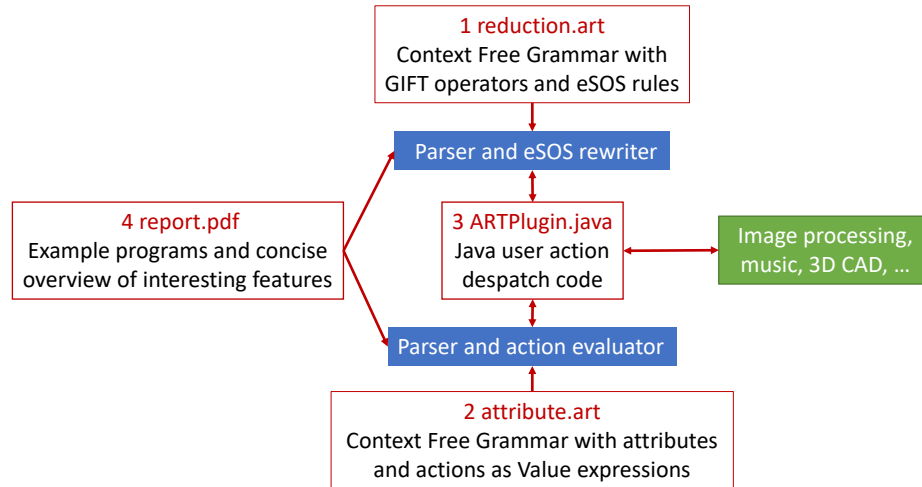 1 reduction.art
Context Free Grammar with
GIFT operators and eSOS rules
Parser and eSOS rewriter
4 report.pdf
Example programs and concise
overview of interesting features
3 ARTPlugin.java
Java user action
despatch code
Image processing,
music, 3D CAD, ...
Parser and action evaluator
2 attribute.art
Context Free Grammar with attributes
and actions as Value expressions